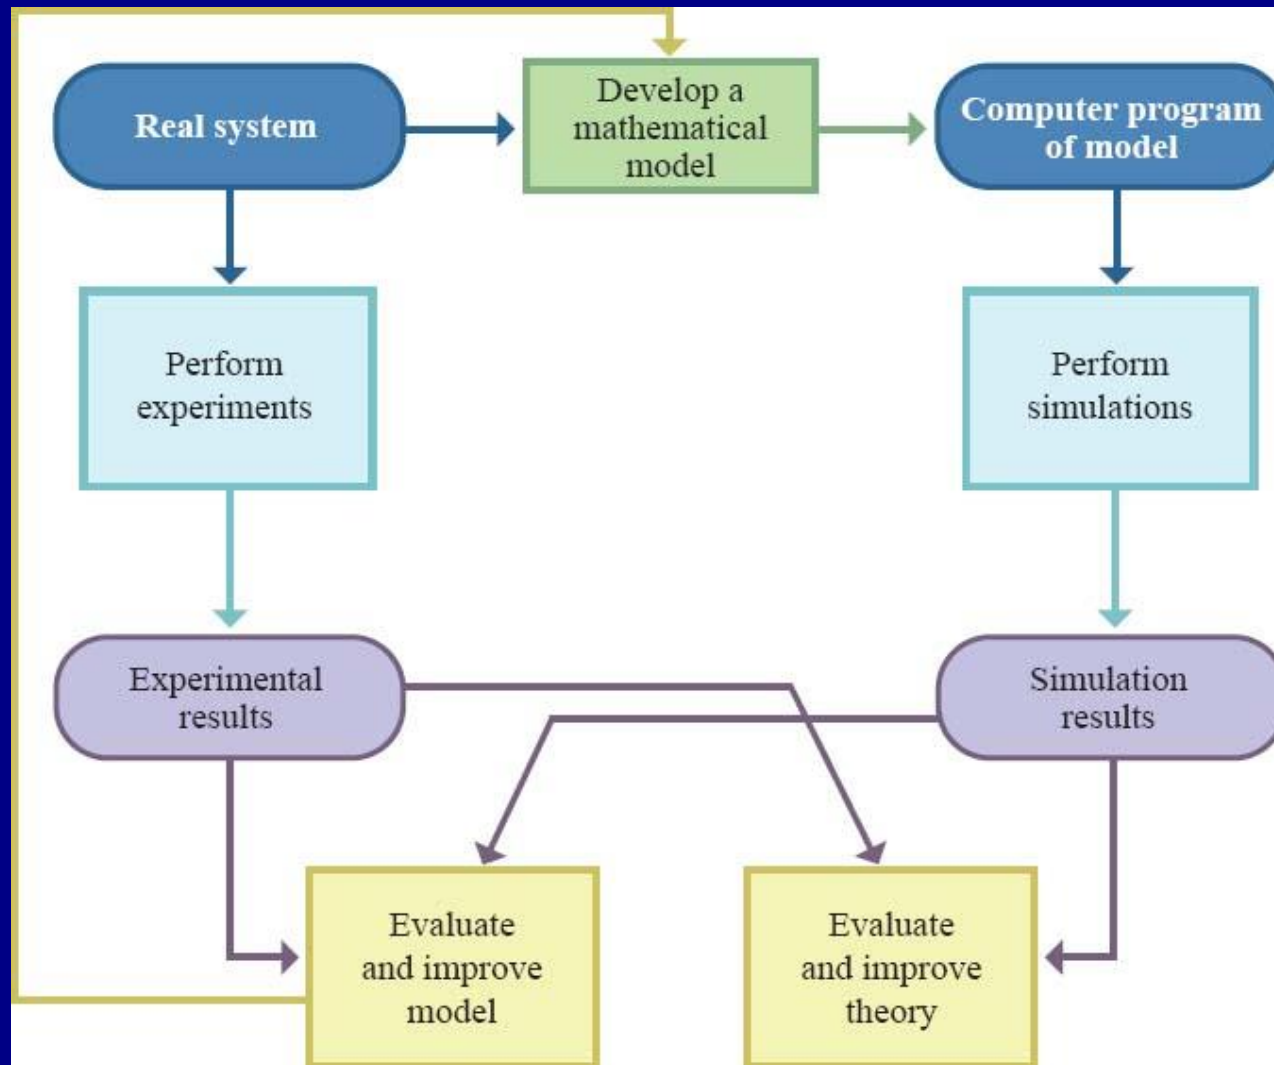 Real system
Develop a
mathematical
model
Computer program
of model
Perform
experiments
Perform
simulations
Experimental
results
Simulation
results
Evaluate
and improve
model
Evaluate
and improve
theory